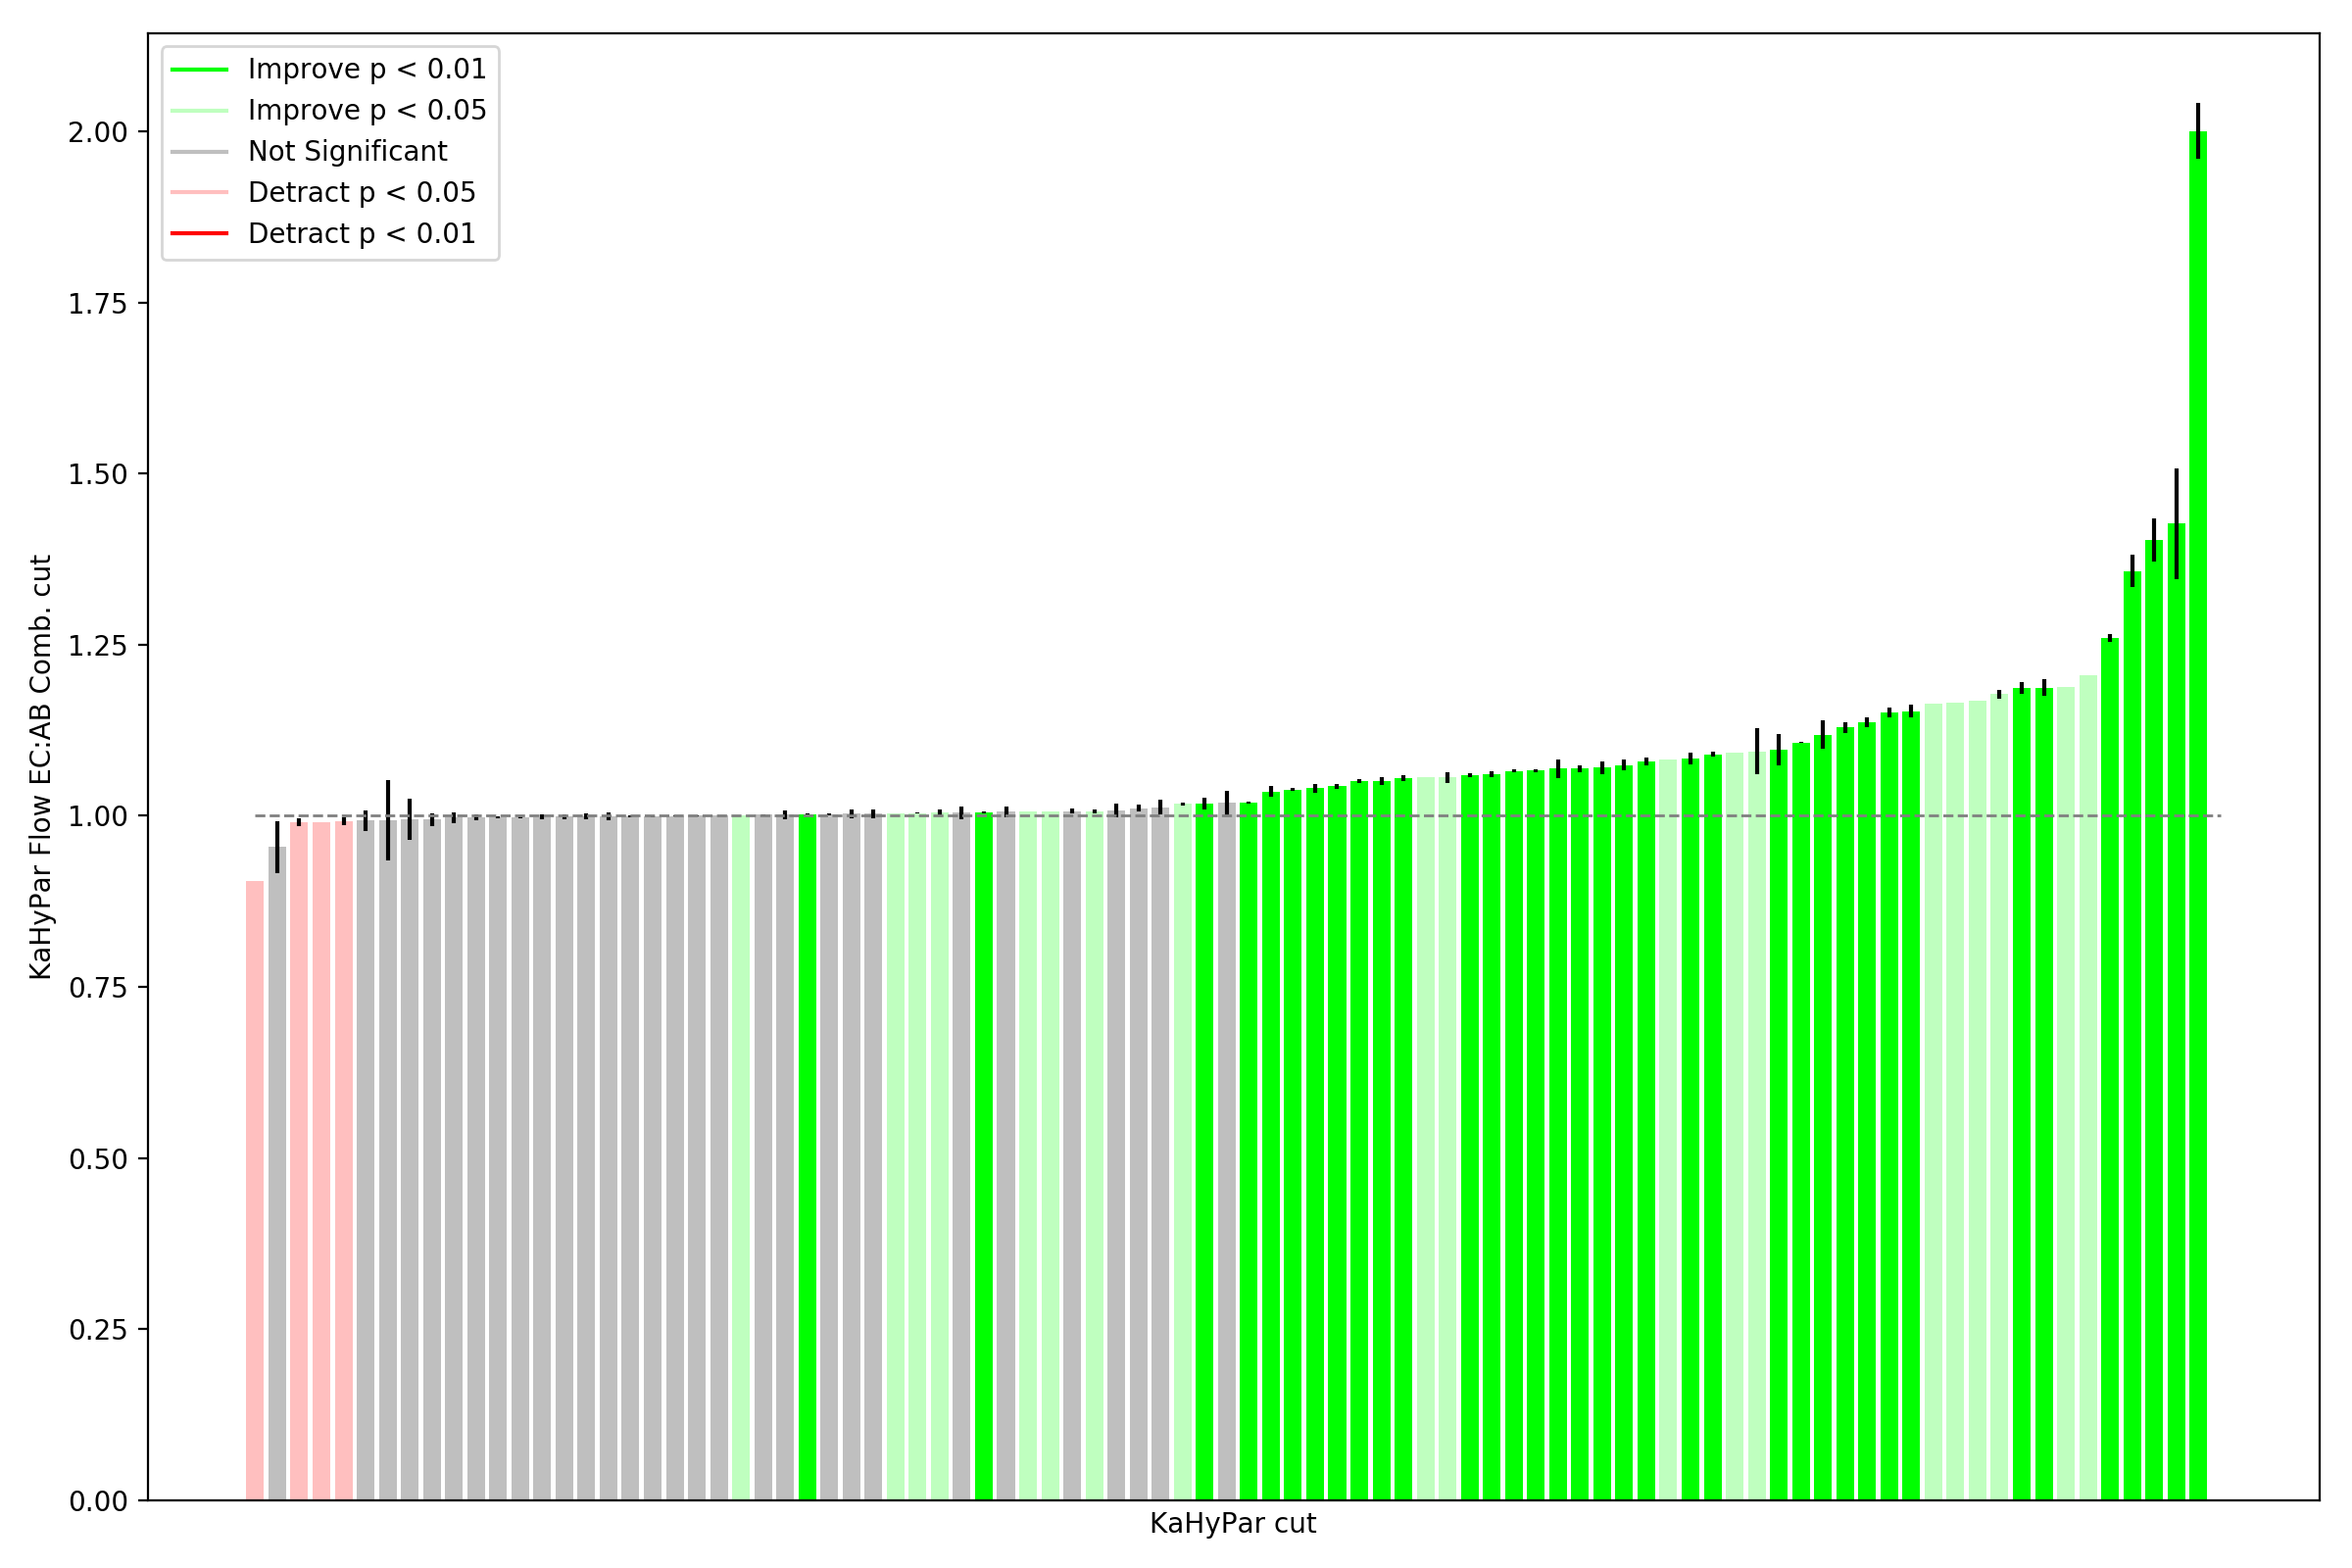 Improve p < 0.01
Improve p < 0.05
Not Significant
Detract p < 0.05
Detract p < 0.01
2.00
1.75
1.50
1.25
1.00
0.75
0.50
0.25
0.00
KaHyPar Flow EC:AB Comb. cut
KaHyPar cut